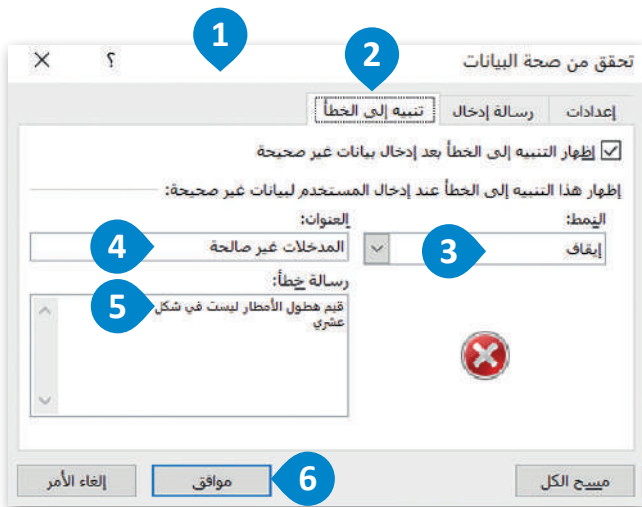 1
2
تحقق من صحة البيانات
؟
إعدادات
رسالة إدخال
تنبيه إلى الخطأ
إظهار التنبيه إلى الخطأ بعد إدخال بيانات غير صحيحة
إظهار هذا التنبيه إلى الخطأ عند إدخال المستخدم لبيانات غير صحيحة:
النمط:
العنوان:
إيقاف
3
المدخلات غير صالحة
4
رسالة خطأ:
قيم هطول الأمطار ليست في شكل
عشري
5
مسح الكل
6
موافق
إلغاء الأمر